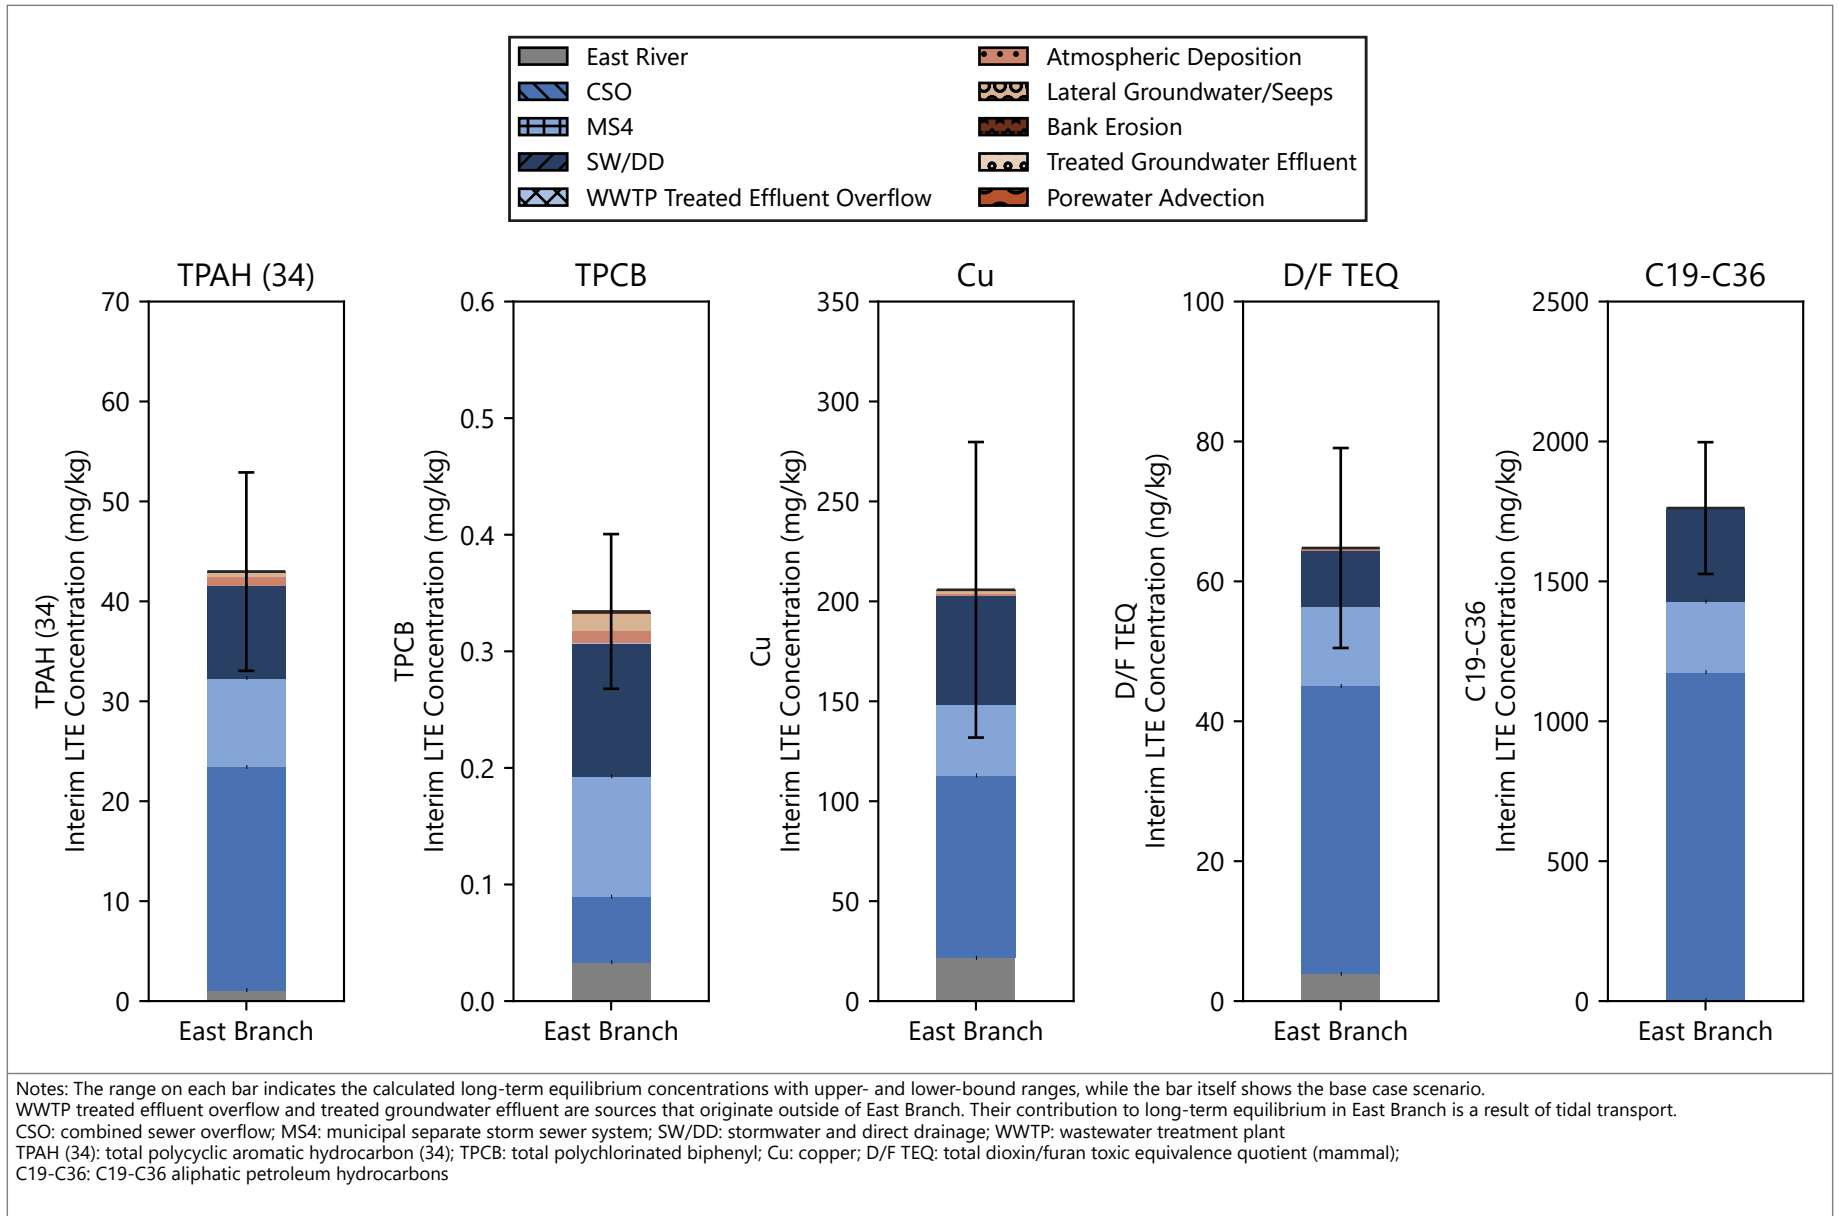 East River
CSO
MS4
SW/DD
WWTP Treated Effluent Overflow
Atmospheric Deposition
Lateral Groundwater/Seeps
Bank Erosion
Treated Groundwater Effluent
Porewater Advection
TPAH (34)
70
60
50
40
30
20
10
0
TPAH (34)
Interim LTE Concentration (mg/kg)
East Branch
TPCB
0.6
0.5
0.4
0.3
0.2
0.1
0.0
TPCB
Interim LTE Concentration (mg/kg)
East Branch
Cu
350
300
250
200
150
100
50
0
Cu
Interim LTE Concentration (mg/kg)
East Branch
D/F TEQ
100
80
60
40
20
0
D/F TEQ
Interim LTE Concentration (ng/kg)
East Branch
C19-C36
2500
2000
1500
1000
500
0
C19-C36
Interim LTE Concentration (mg/kg)
East Branch
Notes: The range on each bar indicates the calculated long-term equilibrium concentrations with upper- and lower-bound ranges, while the bar itself shows the base case scenario.
WWTP treated effluent overflow and treated groundwater effluent are sources that originate outside of East Branch. Their contribution to long-term equilibrium in East Branch is a result of tidal transport.
CSO: combined sewer overflow; MS4: municipal separate storm sewer system; SW/DD: stormwater and direct drainage; WWTP: wastewater treatment plant
TPAH (34): total polycyclic aromatic hydrocarbon (34); TPCB: total polychlorinated biphenyl; Cu: copper; D/F TEQ: total dioxin/furan toxic equivalence quotient (mammal);
C19-C36: C19-C36 aliphatic petroleum hydrocarbons